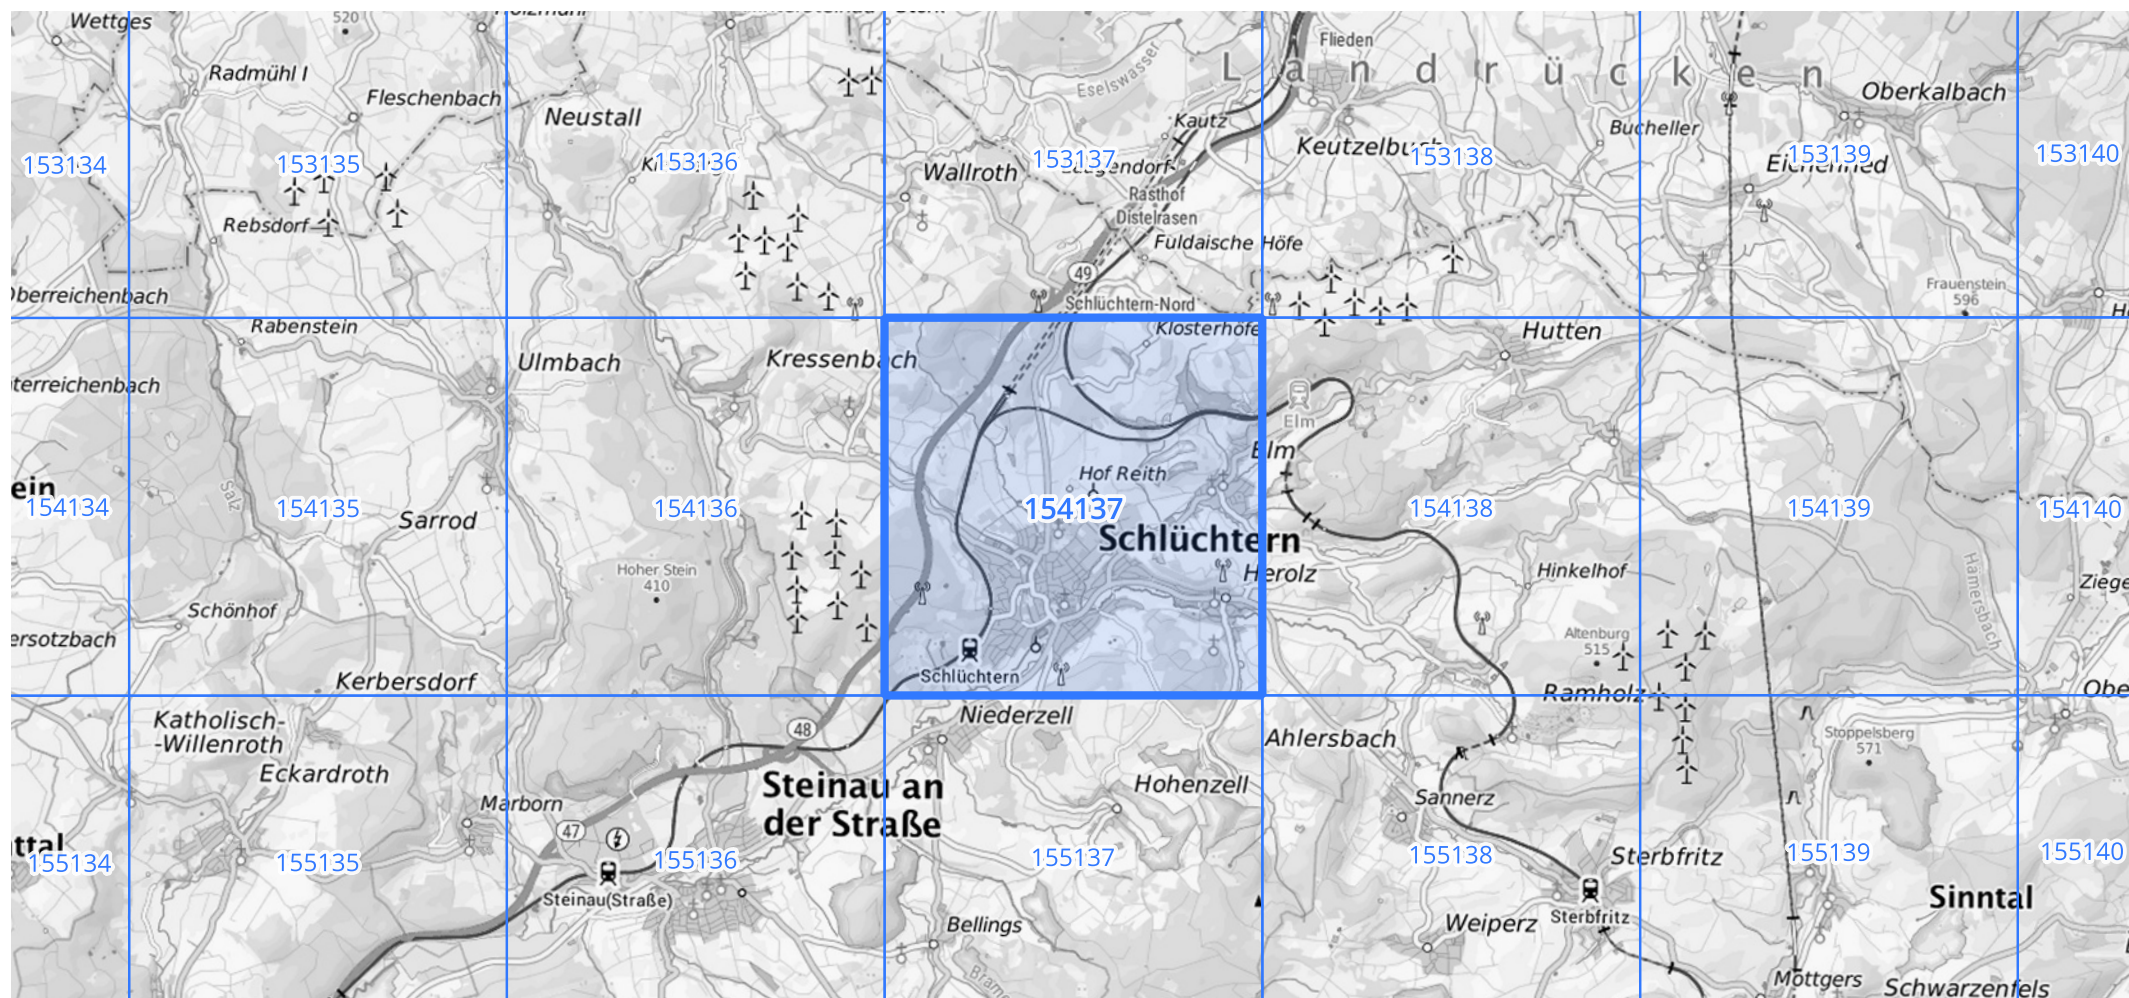 Wettges
520
Flieden
Landrücken
Radmühl I
Fleschenbach
Eselswasser
Oberkalbach
Neustall
Kautz
Bucheller
Keutzelbuch
153134
153135
153136
153137
153138
153139
153140
Wallroth
Eichenried
Rasthof
Distelrasen
Rebsdorf
Fuldaische Höfe
49
Oberreichenbach
Schlüchtern-Nord
Frauenstein
596
Rabenstein
Klosterhöfe
Hutten
Ulmbach
Kressenbach
Elm
Elm
Hof Reith
Salz
154134
154135
154136
154137
154138
154139
154140
Sarrod
Schlüchtern
Hoher Stein
410
Herolz
Hinkelhof
Hamersbach
Schönhof
Altenburg
515
Kerbersdorf
Schlüchtern
Ramholz
Katholisch-
-Willenroth
Niederzell
48
Ahlersbach
Stoppelsberg
571
Eckardroth
Steinau an
der Straße
Hohenzell
Marborn
Sannerz
47
155134
155135
155136
155137
155138
155139
155140
Sterbfritz
Steinau(Straße)
Sinntal
Bellings
Weiperz
Sterbfritz
Mottgers
Schwarzenfels